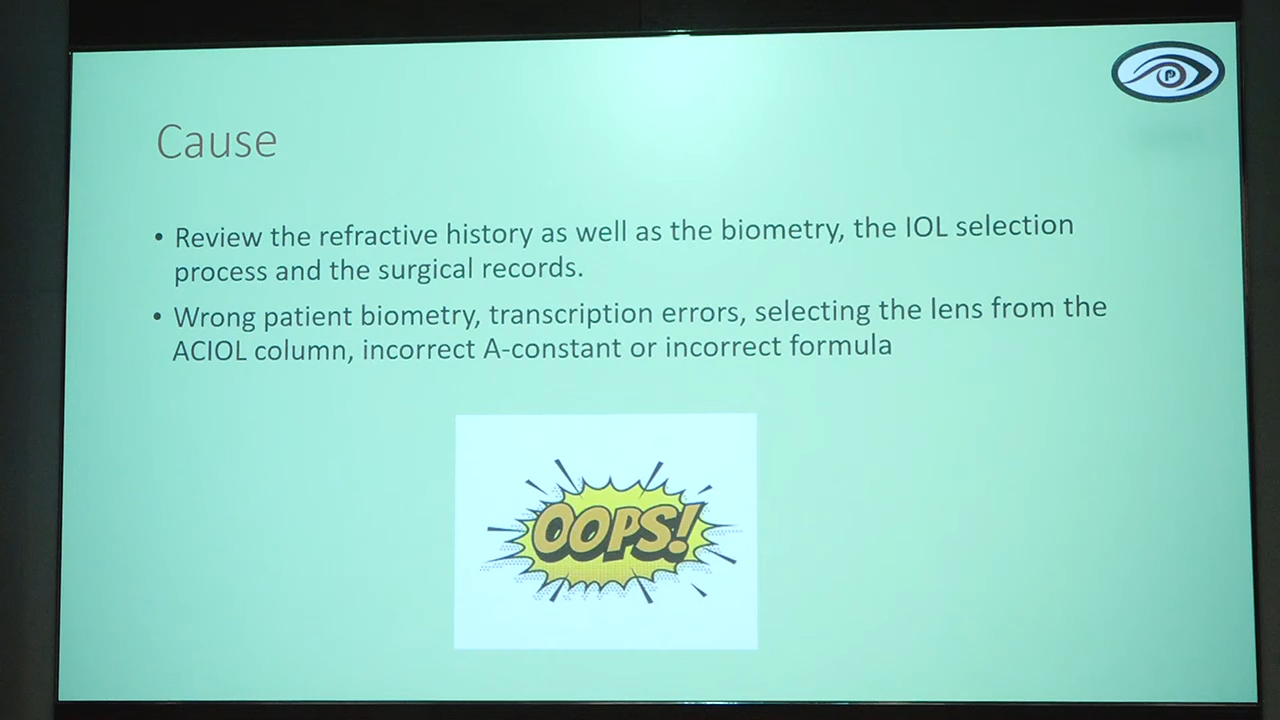 Cause
• Review the refractive history as well as the biometry, the IOL selection
process and the surgical records.
• Wrong patient biometry, transcription errors, selecting the lens from the
ACIOL column, incorrect A-constant or incorrect formula
OOPS!
P